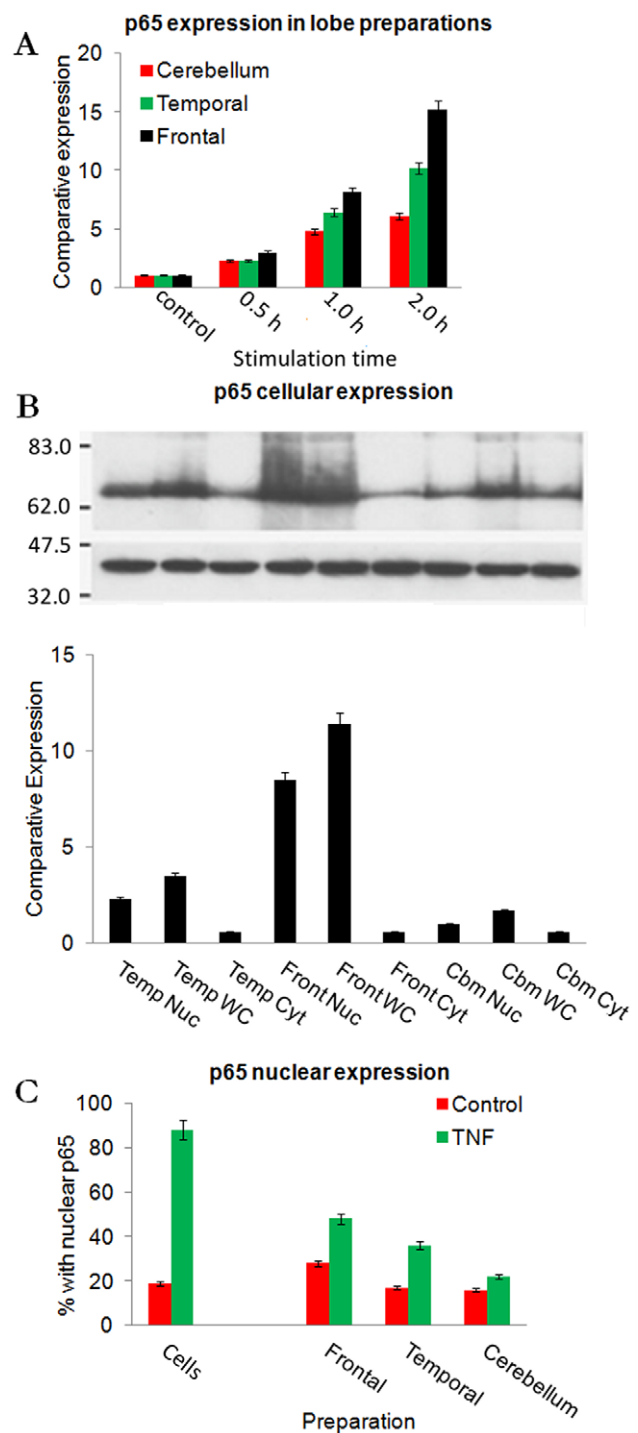 A
p65 expression in lobe preparations
Comparative expression
20
15
10
5
0
Cerebellum
Temporal
Frontal
control
0.5 h
1.0 h
2.0 h
Stimulation time
B
p65 cellular expression
83.0
62.0
47.5
32.0
Comparative Expression
15
10
5
0
Temp Nuc
Temp WC
Temp Cyt
Front Nuc
Front WC
Front Cyt
Cbm Nuc
Cbm WC
Cbm Cyt
C
p65 nuclear expression
% with nuclear p65
100
80
60
40
20
0
Control
TNF
Cells
Frontal
Temporal
Cerebellum
Preparation